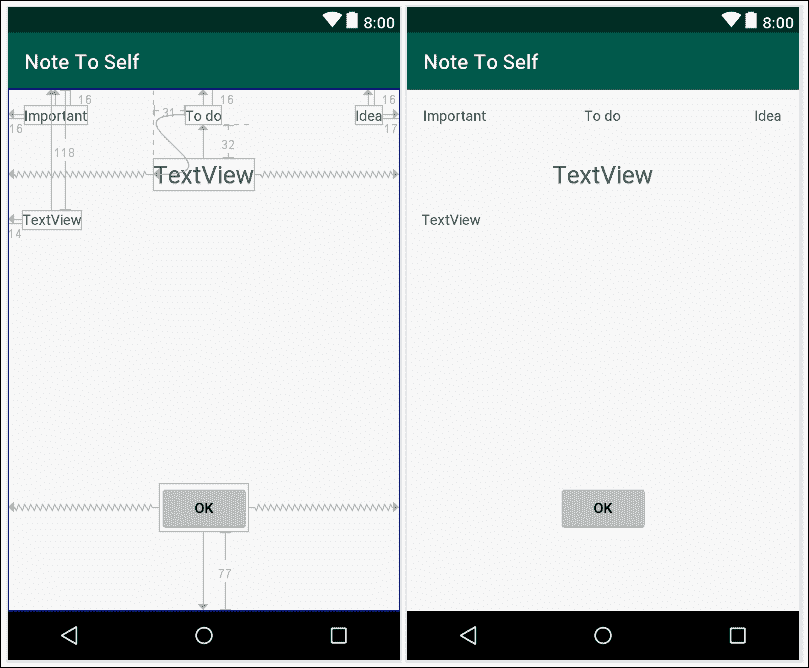 8:00
Note To Self
16 16 16
Important 31 To do Idea
16 17
118 32
TextView
TextView
14
OK
77
8:00
Note To Self
Important To do Idea
TextView
TextView
OK